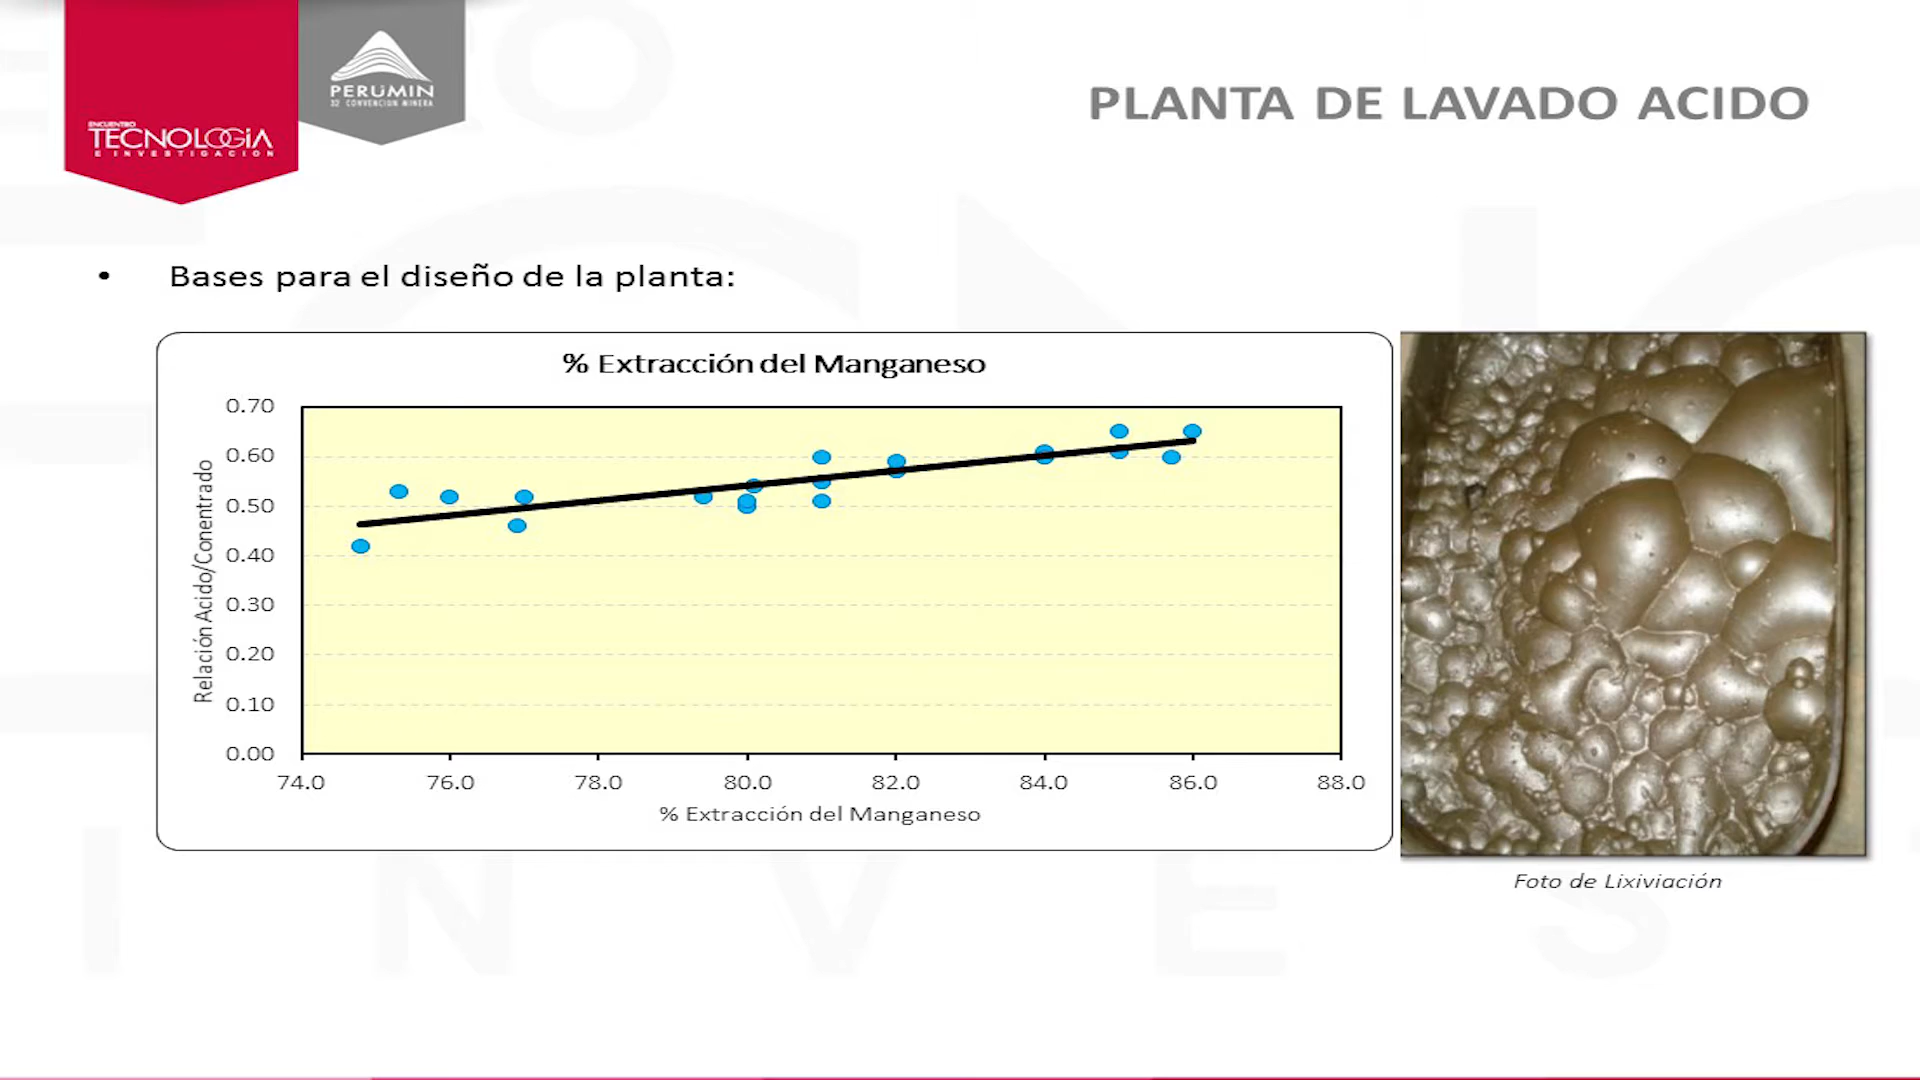 ENCUENTRO
TECNOLOGÍA
E INVESTIGACIÓN
PERUMIN
32 CONVENCION MINERA
PLANTA DE LAVADO ACIDO
• Bases para el diseño de la planta:
% Extracción del Manganeso
Relación Acido/Conentrado
0.70
0.60
0.50
0.40
0.30
0.20
0.10
0.00
74.0 76.0 78.0 80.0 82.0 84.0 86.0 88.0
% Extracción del Manganeso
Foto de Lixiviación